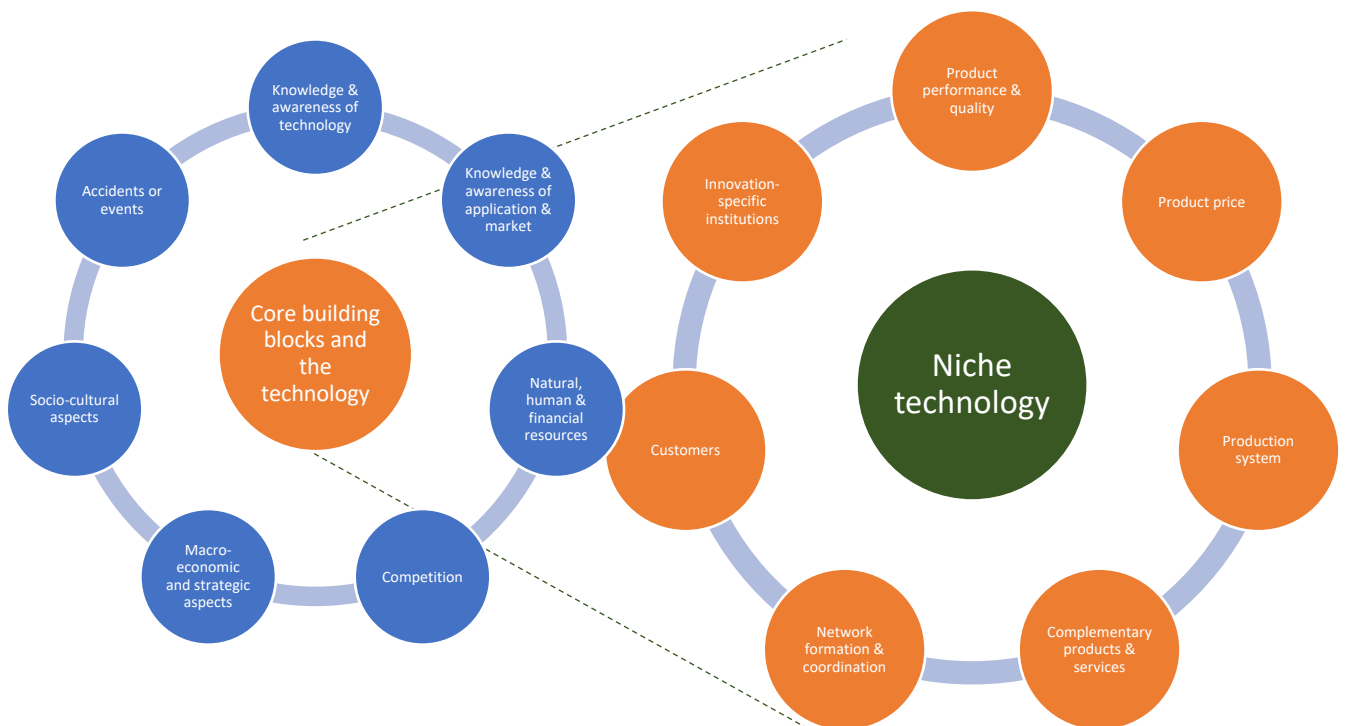 Knowledge &
awareness of
technology
Knowledge &
awareness of
application &
market
Natural,
human &
financial
resources
Competition
Macro-
economic
and strategic
aspects
Socio-cultural
aspects
Accidents or
events
Core building
blocks and
the
technology
Product
performance &
quality
Product price
Production
system
Complementary
products &
services
Network
formation &
coordination
Customers
Innovation-
specific
institutions
Niche
technology